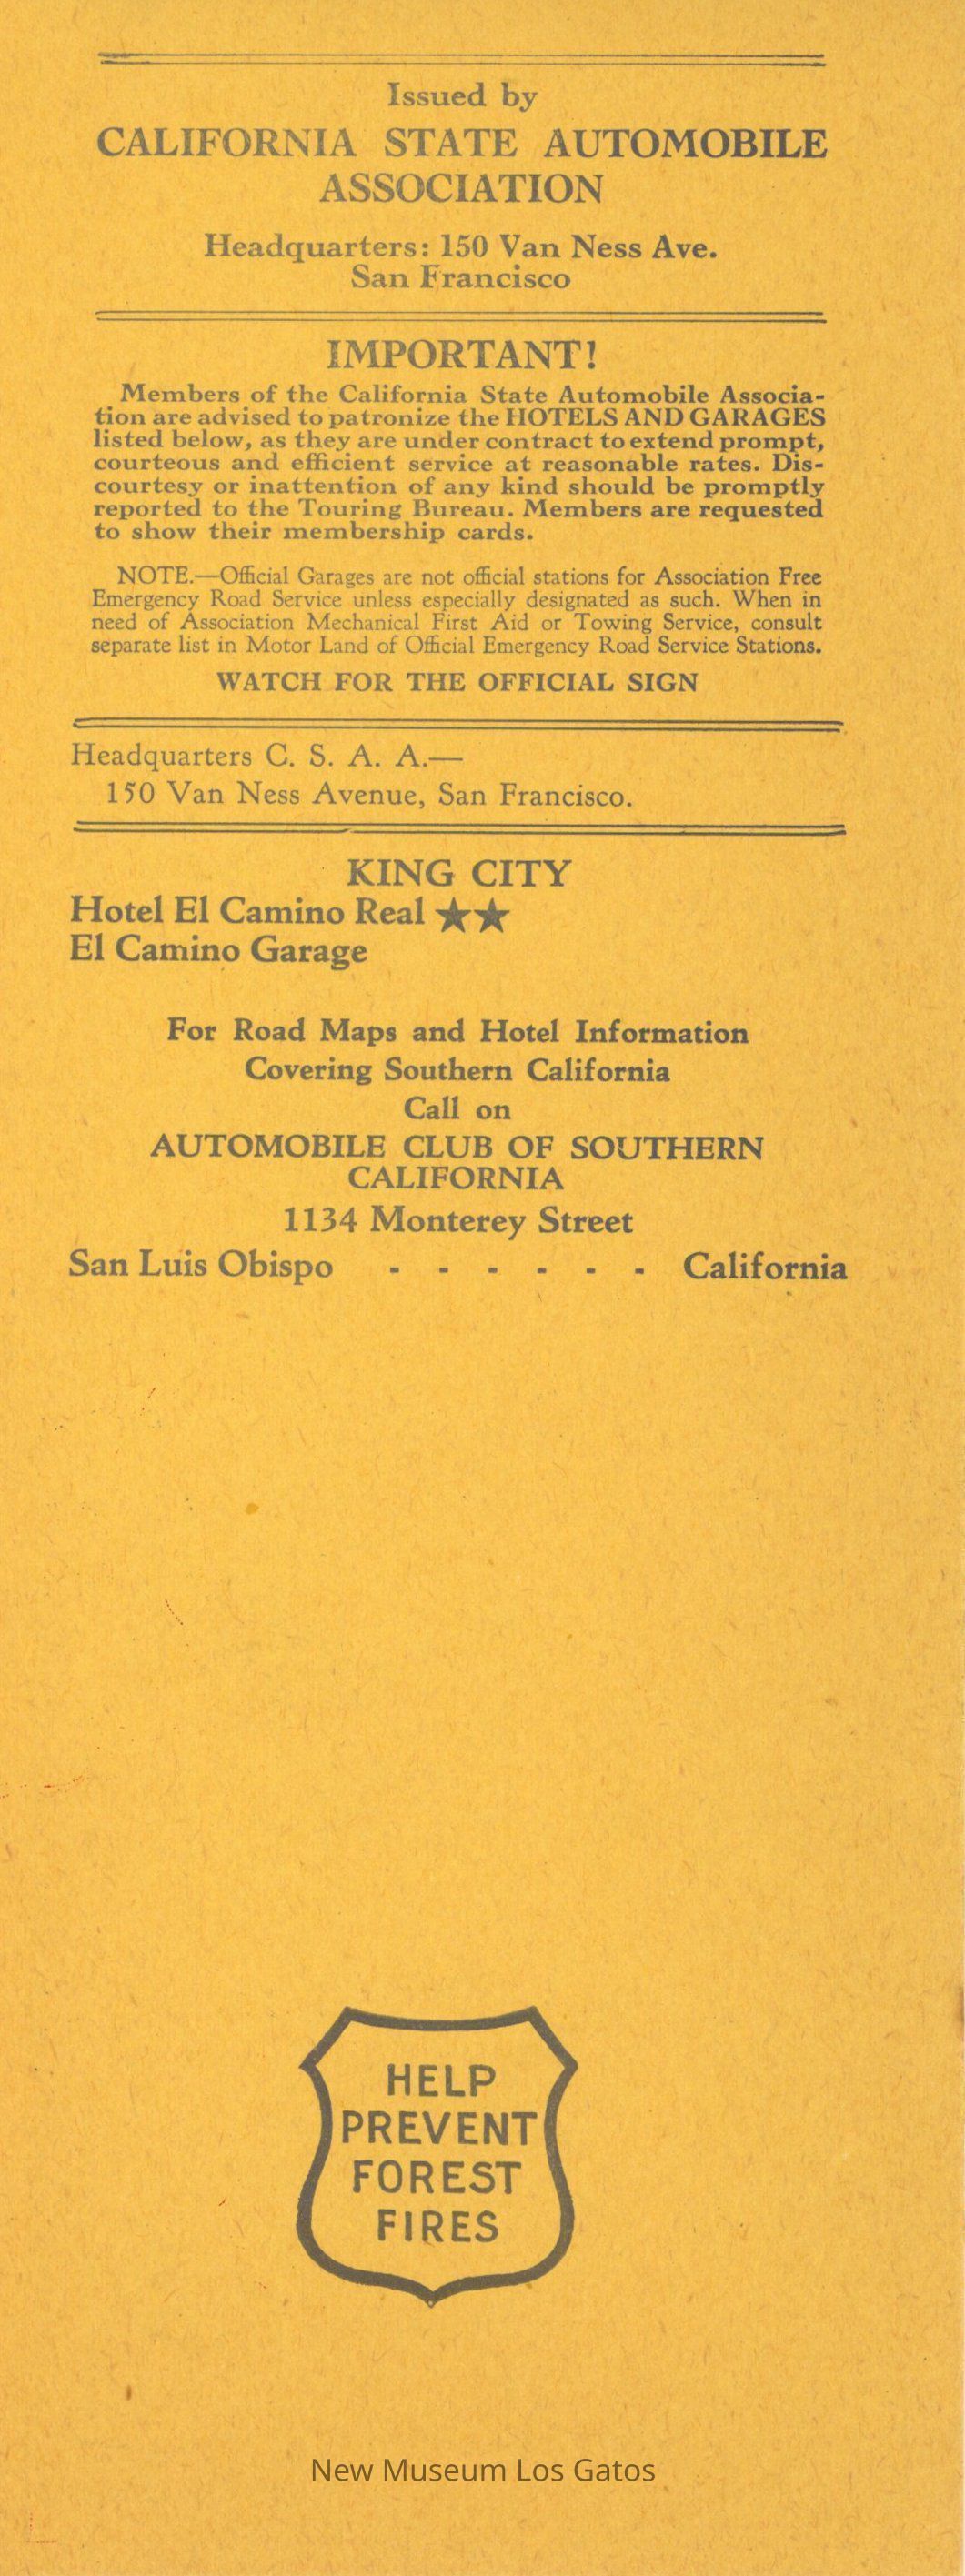 Issued by
CALIFORNIA STATE AUTOMOBILE
ASSOCIATION
Headquarters: 150 Van Ness Ave.
San Francisco
IMPORTANT!
Members of the California State Automobile Associa-
tion are advised to patronize the HOTELS AND GARAGES
listed below, as they are under contract to extend prompt,
courteous and efficient service at reasonable rates. Dis-
courtesy or inattention of any kind should be promptly
reported to the Touring Bureau. Members are requested
to show their membership cards.
NOTE.—Official Garages are not official stations for Association Free
Emergency Road Service unless especially designated as such. When in
need of Association Mechanical First Aid or Towing Service, consult
separate list in Motor Land of Official Emergency Road Service Stations.
WATCH FOR THE OFFICIAL SIGN
Headquarters C. S. A. A.—
150 Van Ness Avenue, San Francisco.
KING CITY
Hotel El Camino Real ★★
El Camino Garage
For Road Maps and Hotel Information
Covering Southern California
Call on
AUTOMOBILE CLUB OF SOUTHERN
CALIFORNIA
1134 Monterey Street
San Luis Obispo - - - - - - California
HELP
PREVENT
FOREST
FIRES
New Museum Los Gatos